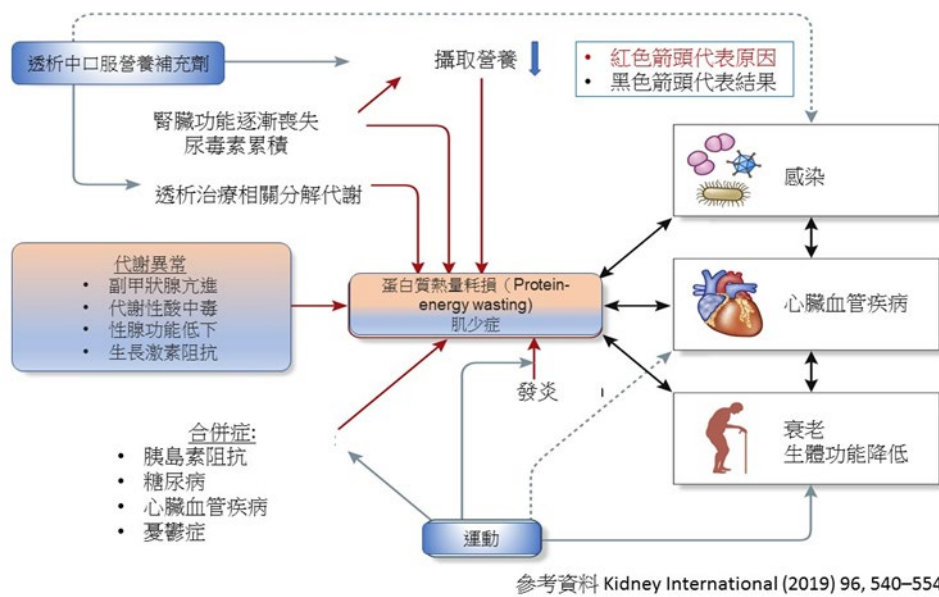 透析中口服營養補充劑
攝取營養
• 紅色箭頭代表原因
• 黑色箭頭代表結果
腎臟功能逐漸喪失
尿毒素累積
透析治療相關分解代謝
感染
代謝異常
• 副甲狀腺亢進
• 代謝性酸中毒
• 性腺功能低下
• 生長激素阻抗
蛋白質熱量耗損（Protein-
energy wasting)
肌少症
心臟血管疾病
發炎
衰老
生體功能降低
合併症:
• 胰島素阻抗
• 糖尿病
• 心臟血管疾病
• 憂鬱症
運動
參考資料 Kidney International (2019) 96, 540–554